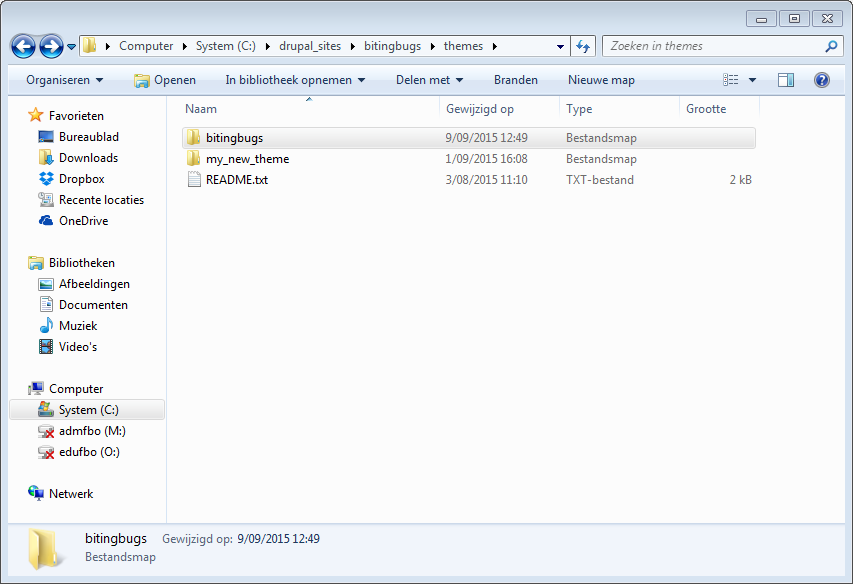 Computer System (C:) drupal_sites bitingbugs themes Zoeken in themes
Organiseren Openen In bibliotheek opnemen Delen met Branden Nieuwe map
Naam Gewijzigd op Type Grootte
bitingbugs 9/09/2015 12:49 Bestandsmap
my_new_theme 1/09/2015 16:08 Bestandsmap
README.txt 3/08/2015 11:10 TXT-bestand 2 kB
Favorieten
Bureaublad
Downloads
Dropbox
Recente locaties
OneDrive
Bibliotheken
Afbeeldingen
Documenten
Muziek
Video's
Computer
System (C:)
admfbo (M:)
edufbo (O:)
Netwerk
bitingbugs Gewijzigd op: 9/09/2015 12:49
Bestandsmap